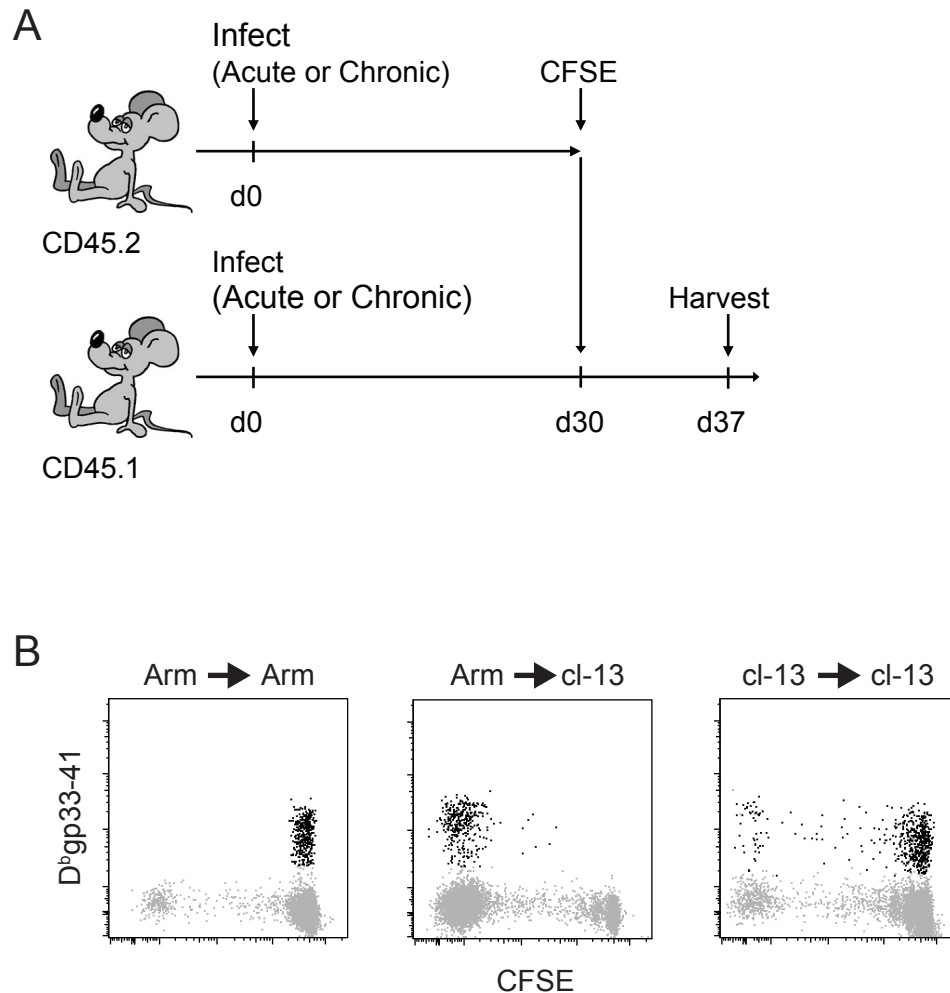 A
Infect
(Acute or Chronic)
CFSE
d0
CD45.2
Infect
(Acute or Chronic)
Harvest
d0
d30
d37
CD45.1
B
Arm → Arm
Arm → cl-13
cl-13 → cl-13
Dᵇgp33-41
CFSE